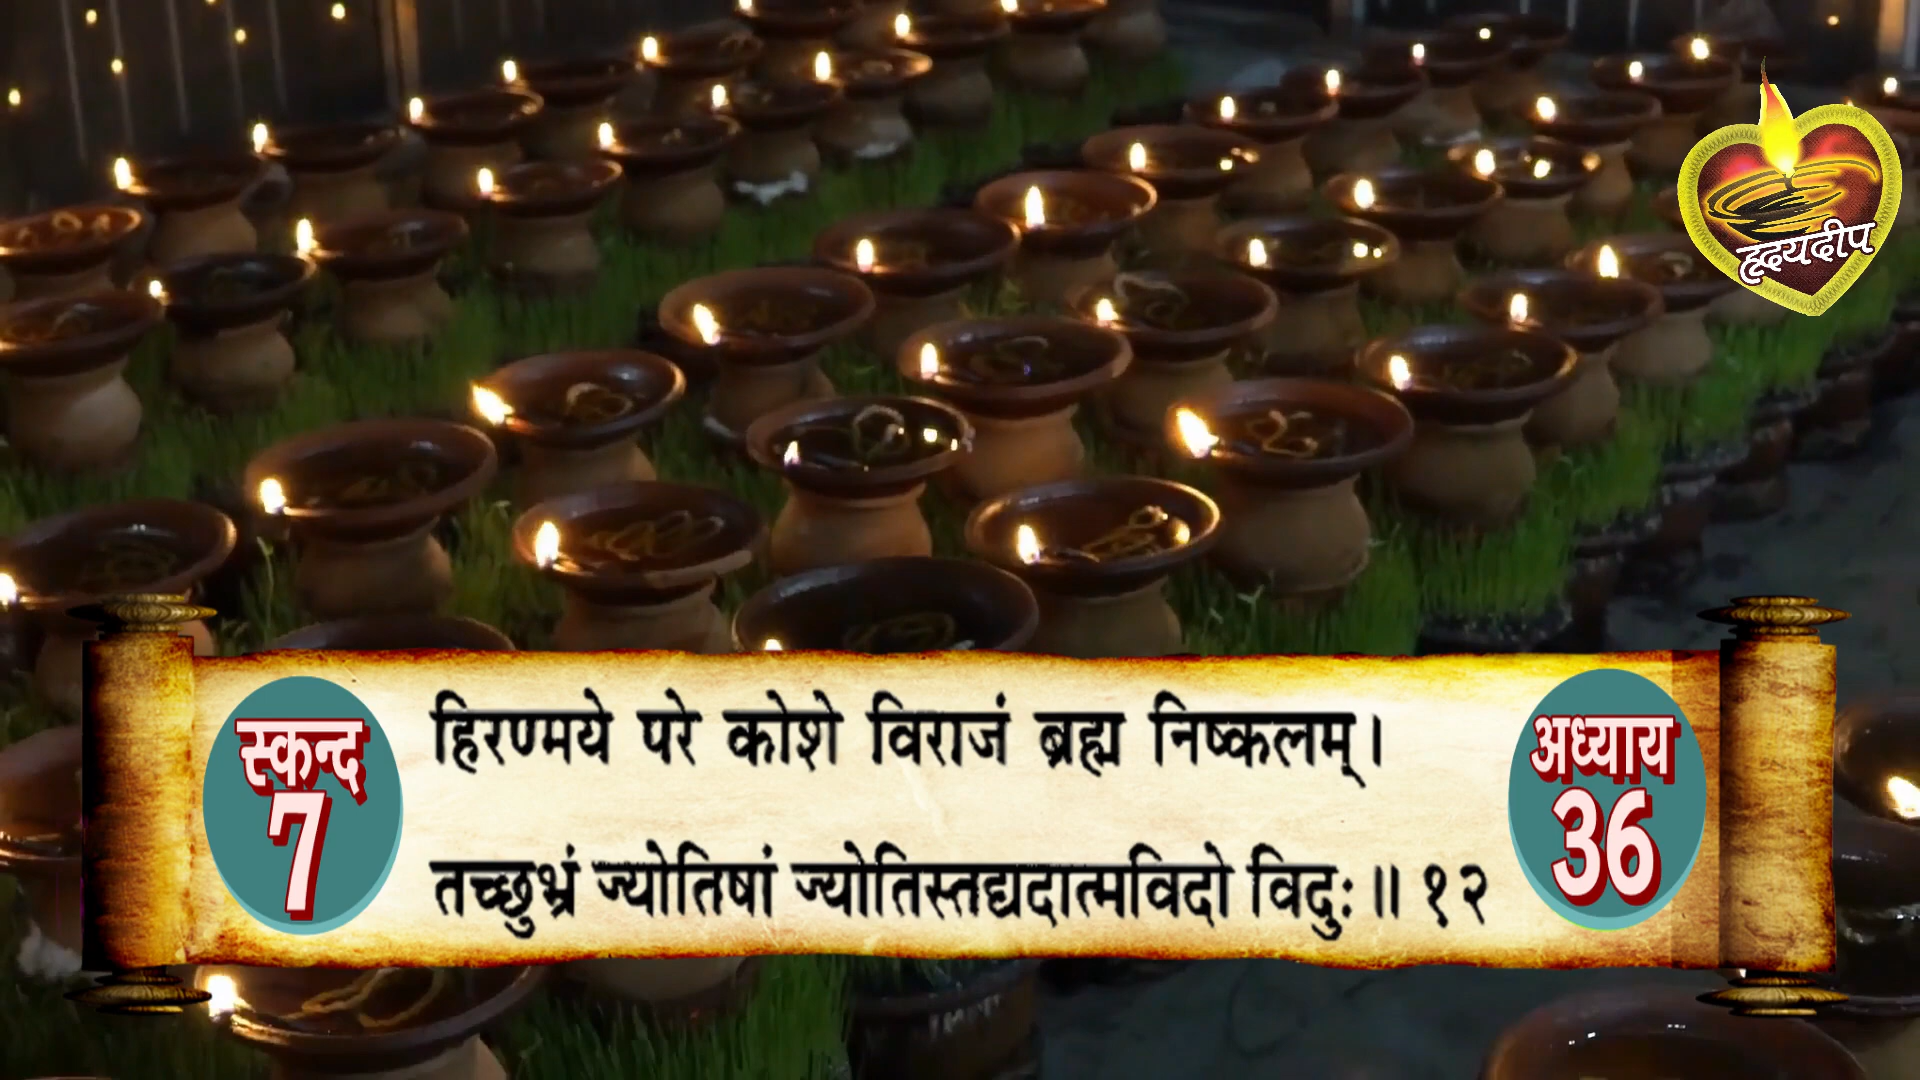 हृदयदीप
स्कन्द
7
हिरण्मये परे कोशे विराजं ब्रह्म निष्कलम्।
तच्छुभ्रं ज्योतिषां ज्योतिस्तद्यदात्मविदो विदुः॥ १२
अध्याय
36